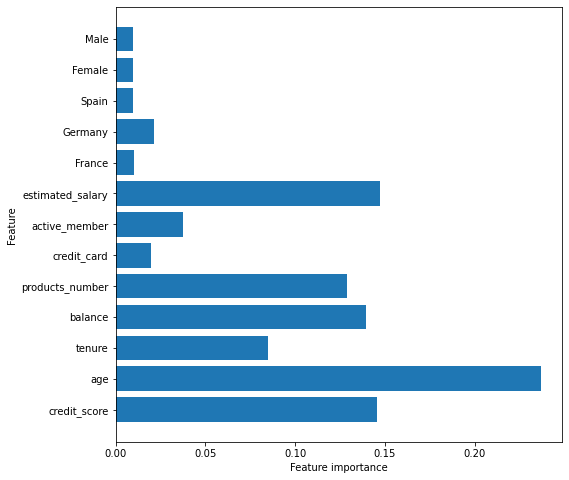 Male
Female
Spain
Germany
France
estimated_salary
active_member
credit_card
products_number
balance
tenure
age
credit_score
Feature
0.00 0.05 0.10 0.15 0.20
Feature importance